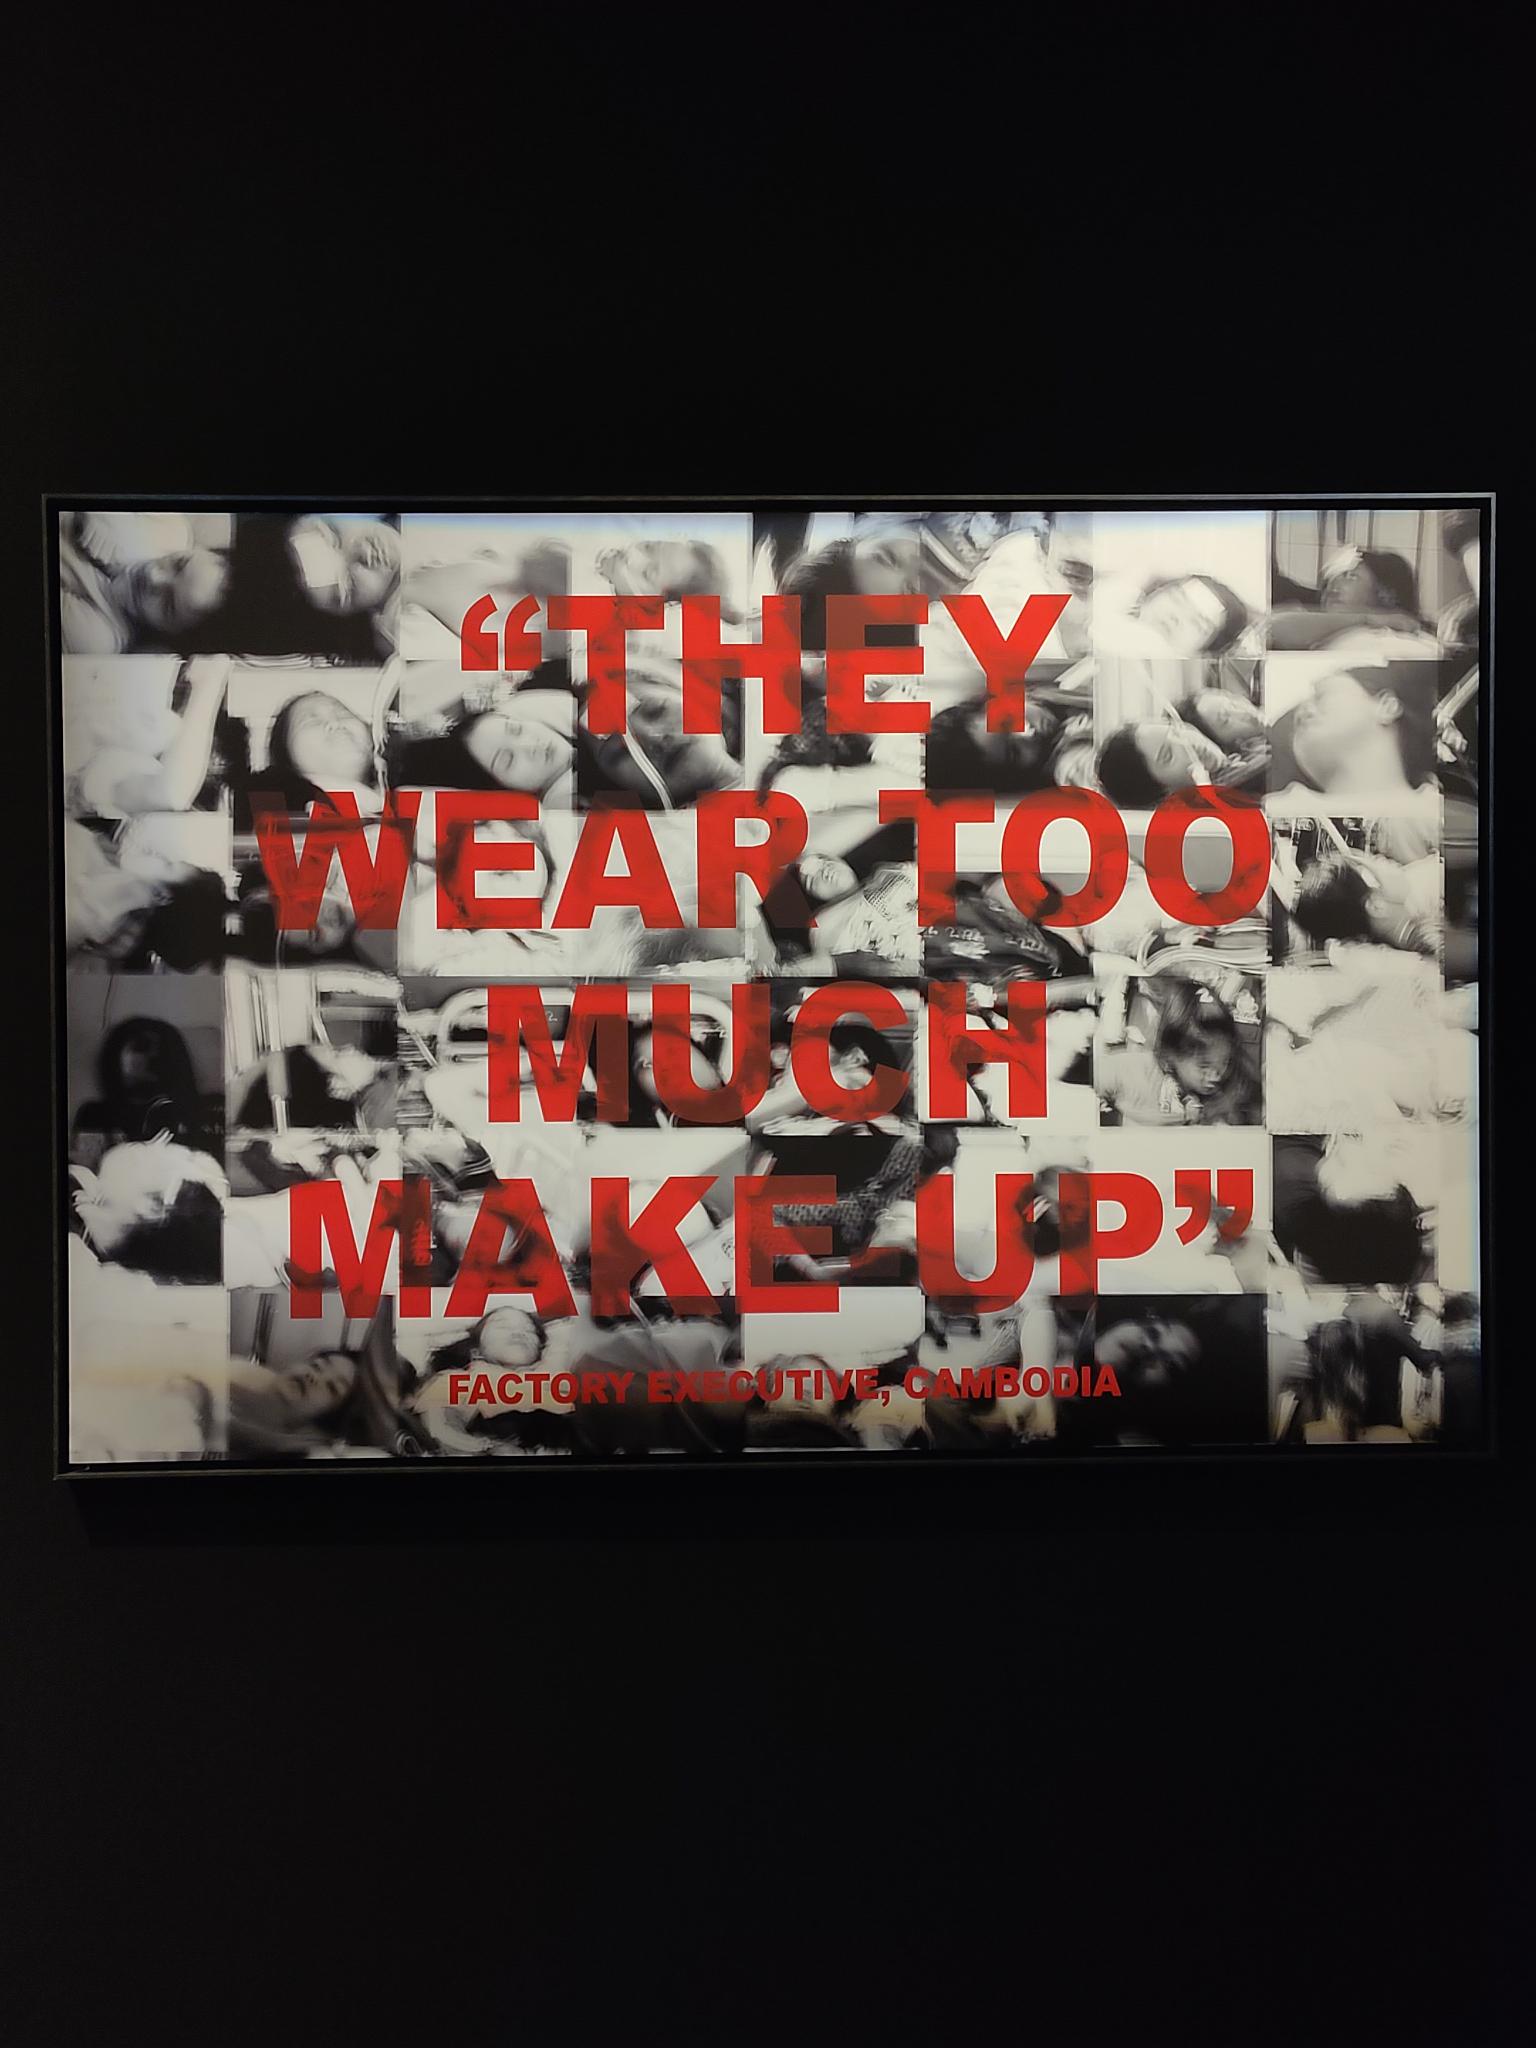 “THEY
WEAR TOO
MUCH
MAKE-UP”
FACTORY EXECUTIVE, CAMBODIA